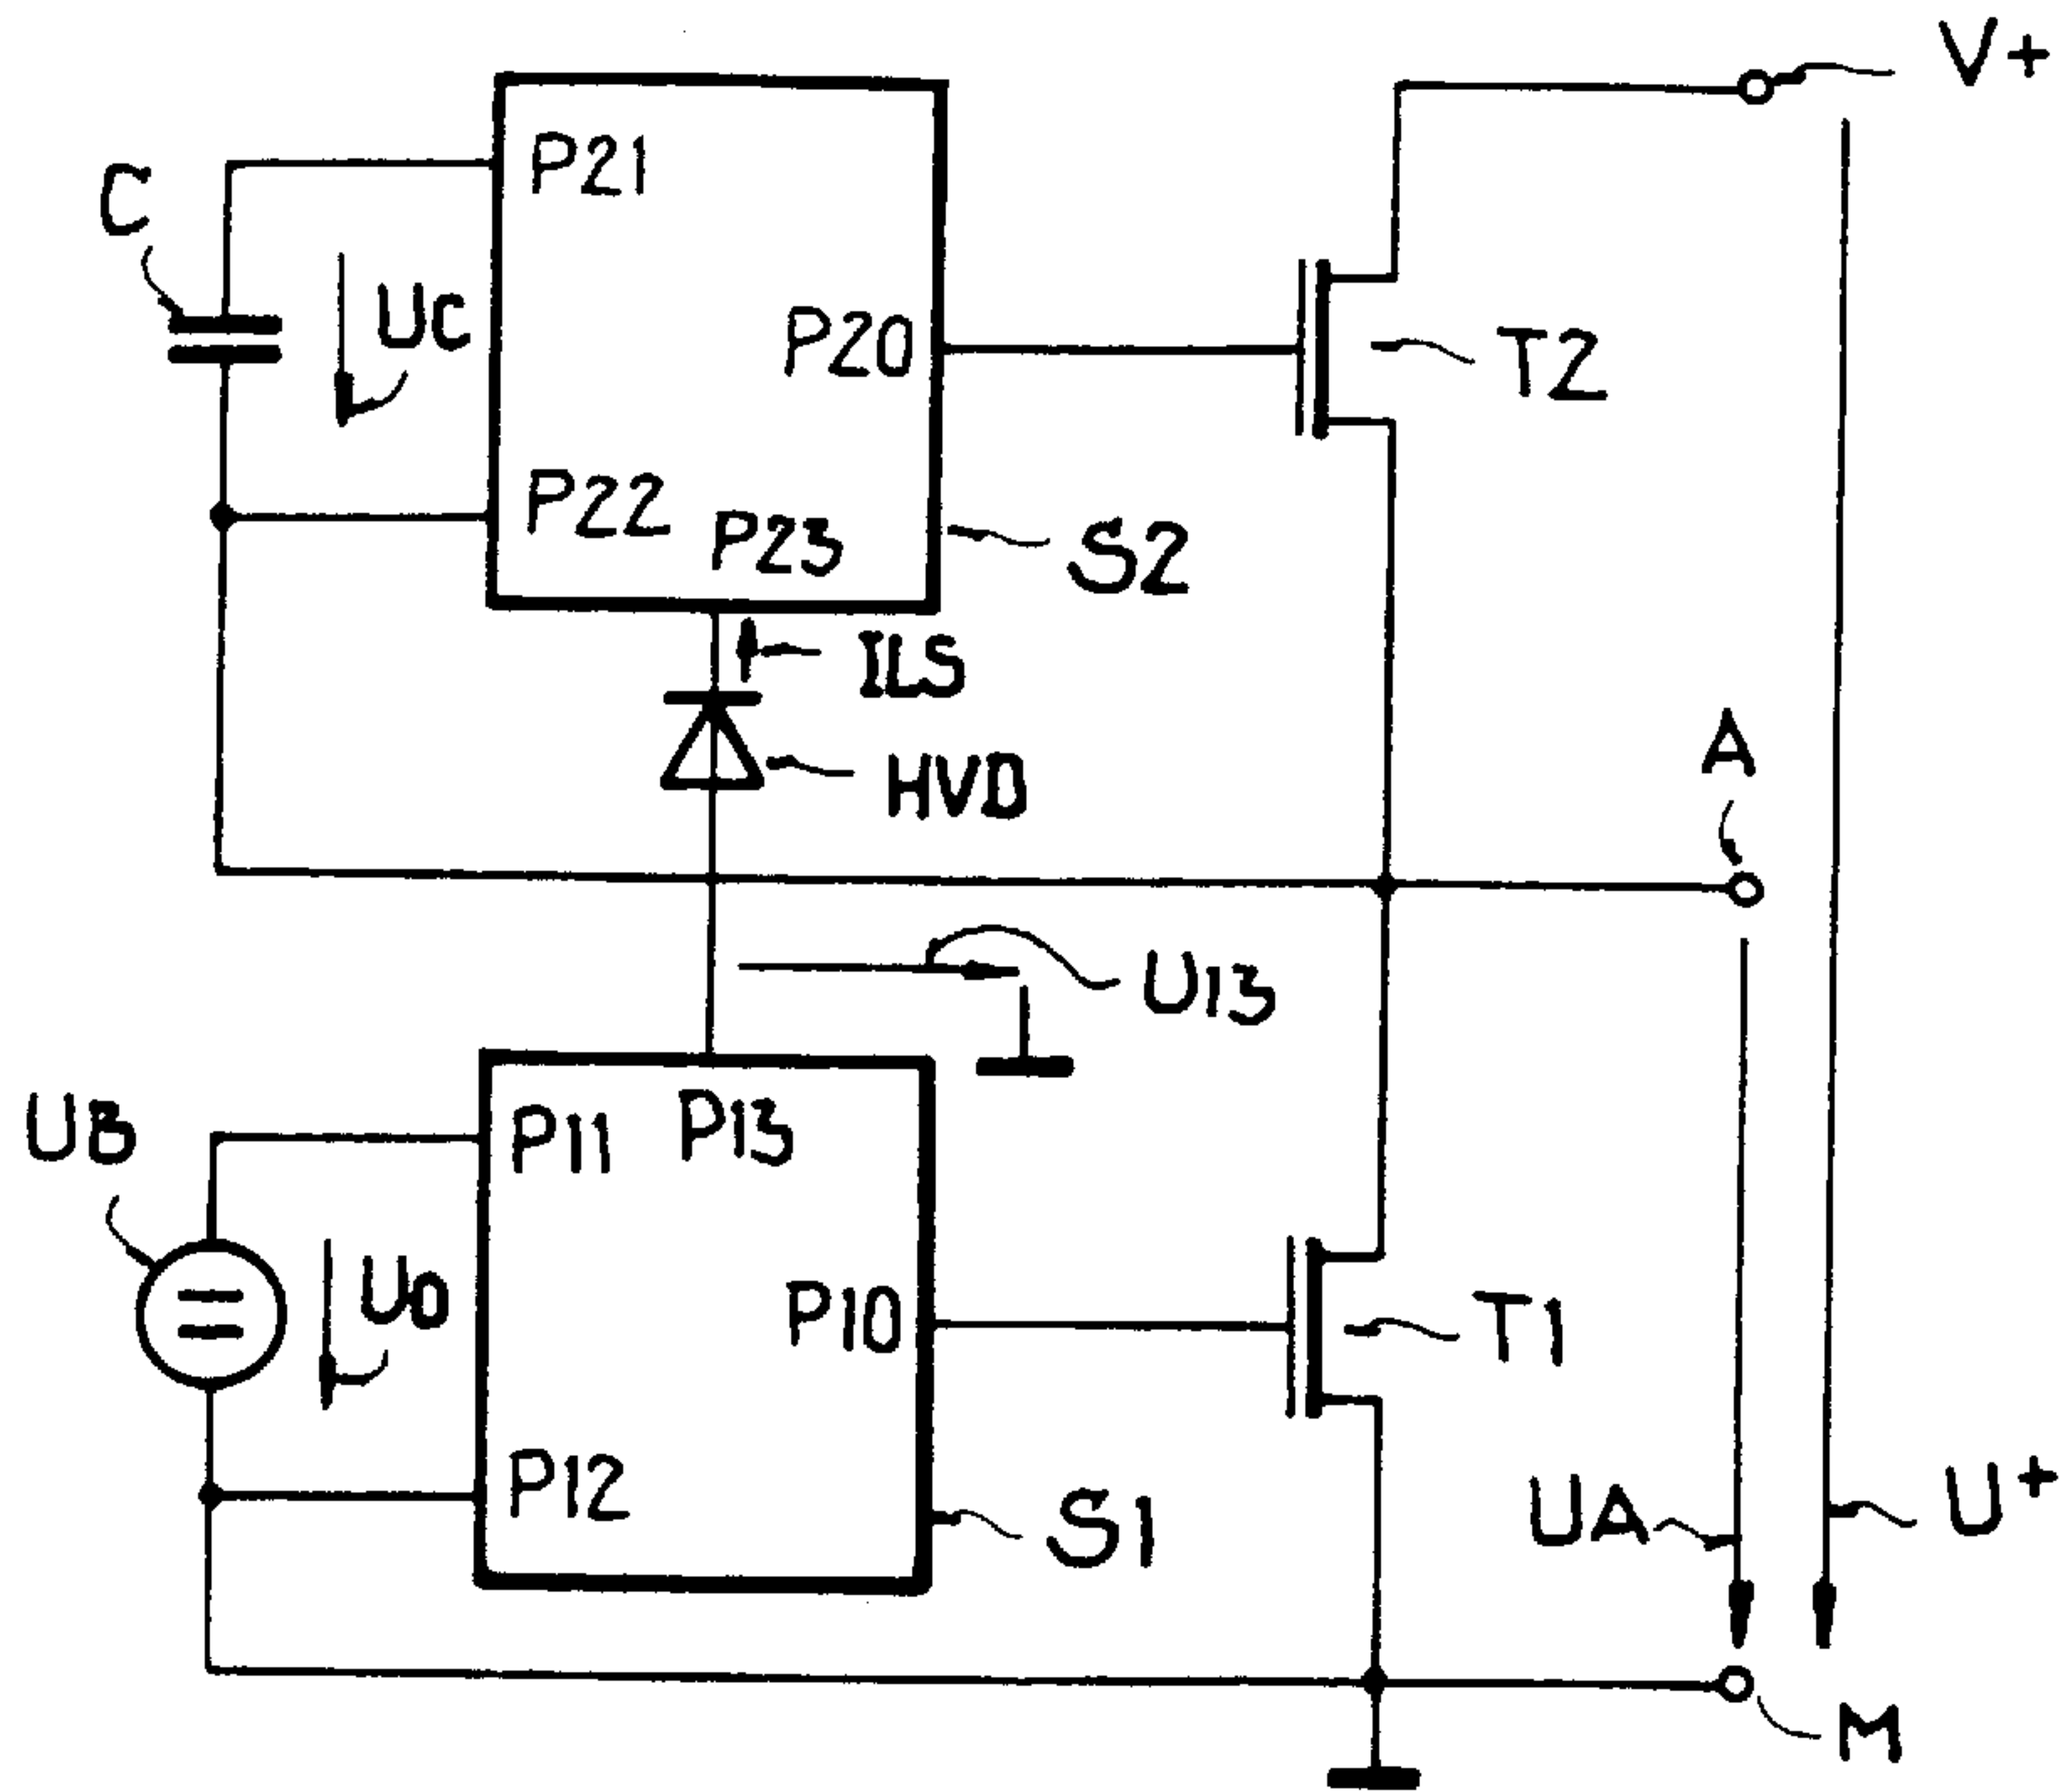 V+
P21
C
UC
P20
T2
P22
P23
S2
ILS
HVD
A
U13
UB
P11
P13
U0
P10
T1
P12
S1
UA
U+
M